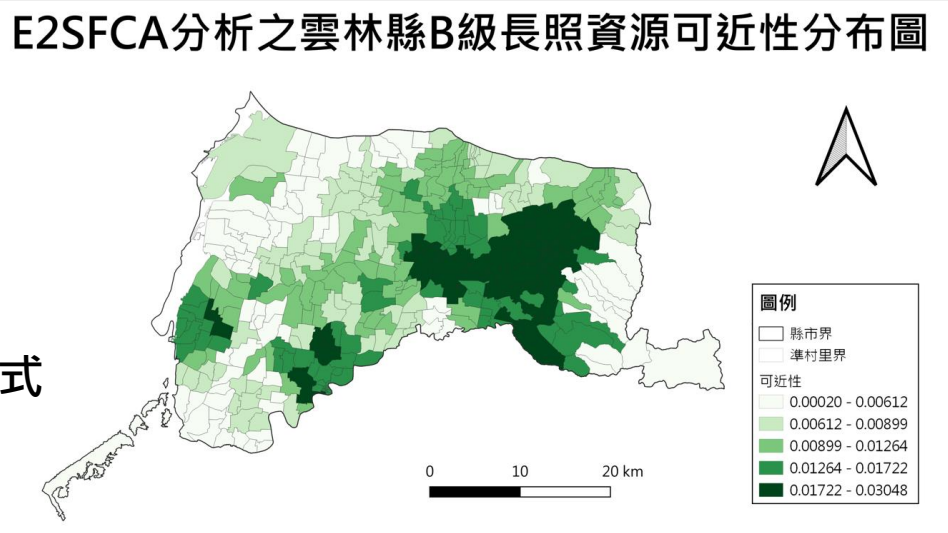 E2SFCA分析之雲林縣B級長照資源可近性分布圖
式
0 10 20 km
圖例
縣市界
準村里界
可近性
0.00020 - 0.00612
0.00612 - 0.00899
0.00899 - 0.01264
0.01264 - 0.01722
0.01722 - 0.03048